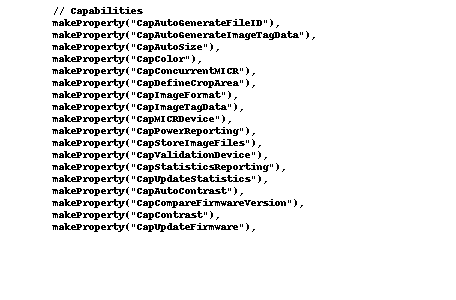 // Capabilities
makeProperty("CapAutoGenerateFileID"),
makeProperty("CapAutoGenerateImageTagData"),
makeProperty("CapAutoSize"),
makeProperty("CapColor"),
makeProperty("CapConcurrentMICR"),
makeProperty("CapDefineCropArea"),
makeProperty("CapImageFormat"),
makeProperty("CapImageTagData"),
makeProperty("CapMICRDevice"),
makeProperty("CapPowerReporting"),
makeProperty("CapStoreImageFiles"),
makeProperty("CapValidationDevice"),
makeProperty("CapStatisticsReporting"),
makeProperty("CapUpdateStatistics"),
makeProperty("CapAutoContrast"),
makeProperty("CapCompareFirmwareVersion"),
makeProperty("CapContrast"),
makeProperty("CapUpdateFirmware"),